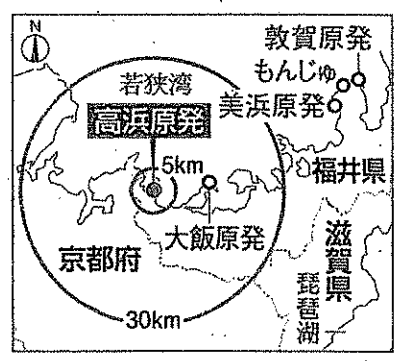 N
敦賀原発
もんじゅ
若狭湾
美浜原発
高浜原発
5km
福井県
大飯原発
京都府
滋賀県
琵琶湖
30km